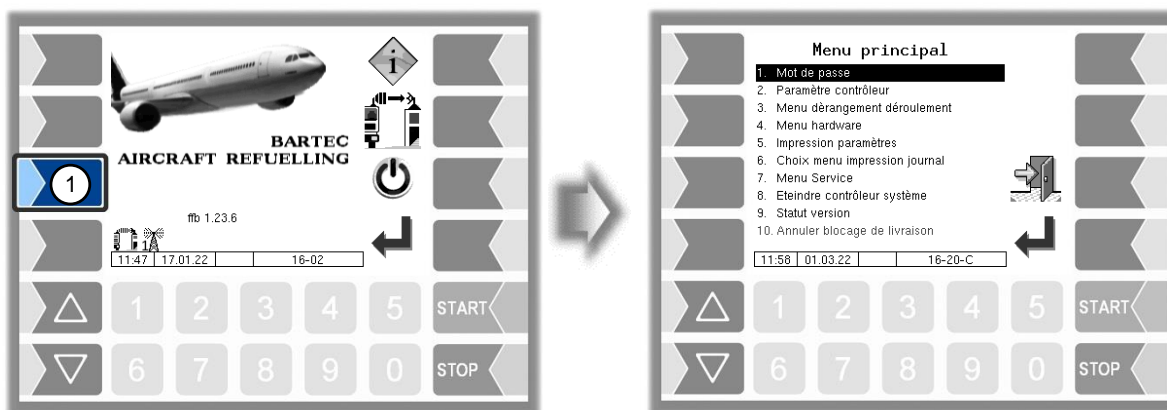 i
BARTEC
AIRCRAFT REFUELLING
1
ffb 1.23.6
1
11:47 17.01.22 16-02
1 2 3 4 5 START
6 7 8 9 0 STOP
Menu principal
1. Mot de passe
2. Paramètre contrôleur
3. Menu dèrangement déroulement
4. Menu hardware
5. Impression paramètres
6. Choix menu impression journal
7. Menu Service
8. Eteindre contrôleur système
9. Statut version
10. Annuler blocage de livraison
11:58 01.03.22 16-20-C
1 2 3 4 5 START
6 7 8 9 0 STOP